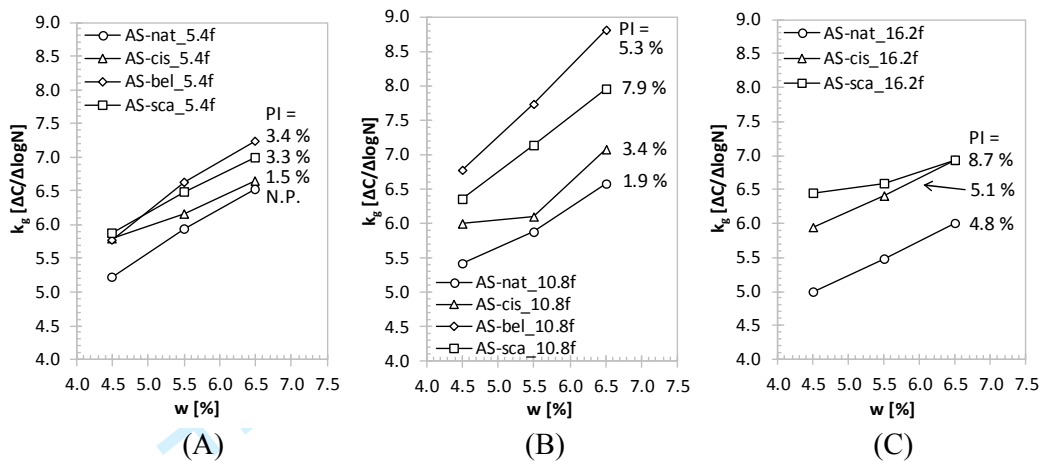 9.0
8.5
8.0
7.5
7.0
6.5
6.0
5.5
5.0
4.5
4.0
kg [ΔC/ΔlogN]
AS-nat_5.4f
AS-cis_5.4f
AS-bel_5.4f
AS-sca_5.4f
PI =
3.4 %
3.3 %
1.5 %
N.P.
4.0 4.5 5.0 5.5 6.0 6.5 7.0 7.5
w [%]
(A)
9.0
8.5
8.0
7.5
7.0
6.5
6.0
5.5
5.0
4.5
4.0
kg [ΔC/ΔlogN]
PI =
5.3 %
7.9 %
3.4 %
1.9 %
AS-nat_10.8f
AS-cis_10.8f
AS-bel_10.8f
AS-sca_10.8f
4.0 4.5 5.0 5.5 6.0 6.5 7.0 7.5
w [%]
(B)
9.0
8.5
8.0
7.5
7.0
6.5
6.0
5.5
5.0
4.5
4.0
kg [ΔC/ΔlogN]
AS-nat_16.2f
AS-cis_16.2f
AS-sca_16.2f
PI =
8.7 %
5.1 %
4.8 %
4.0 4.5 5.0 5.5 6.0 6.5 7.0 7.5
w [%]
(C)